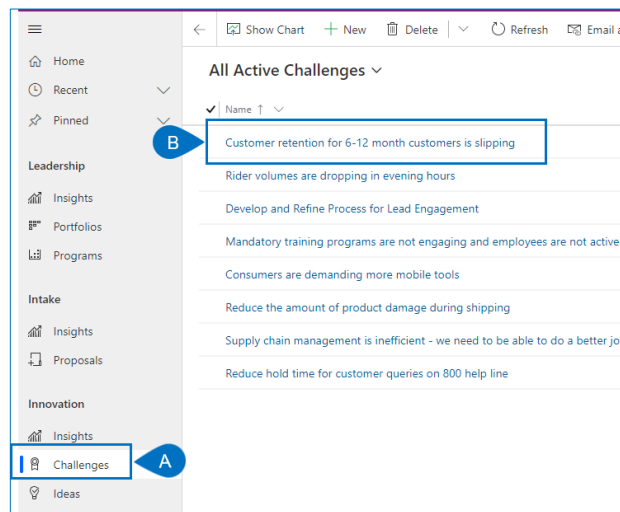 Show Chart + New Delete Refresh Email a
Home
Recent
Pinned
All Active Challenges
Name ↑
B
Customer retention for 6-12 month customers is slipping
Rider volumes are dropping in evening hours
Develop and Refine Process for Lead Engagement
Mandatory training programs are not engaging and employees are not active
Consumers are demanding more mobile tools
Reduce the amount of product damage during shipping
Supply chain management is inefficient - we need to be able to do a better jo
Reduce hold time for customer queries on 800 help line
Leadership
Insights
Portfolios
Programs
Intake
Insights
Proposals
Innovation
Insights
Challenges
A
Ideas